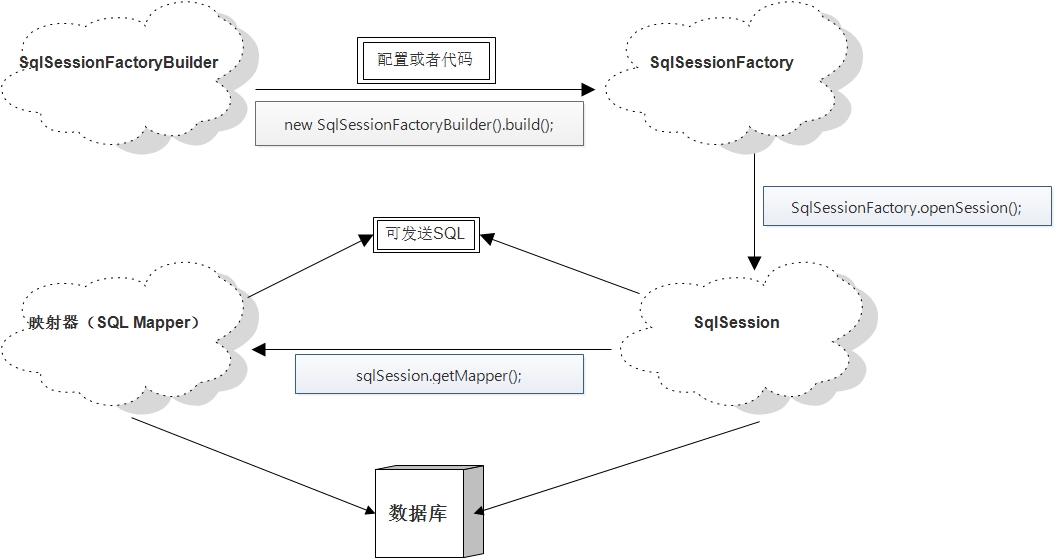 SqlSessionFactoryBuilder
配置或者代码
new SqlSessionFactoryBuilder().build();
SqlSessionFactory
SqlSessionFactory.openSession();
可发送SQL
映射器（SQL Mapper）
SqlSession
sqlSession.getMapper();
数据库